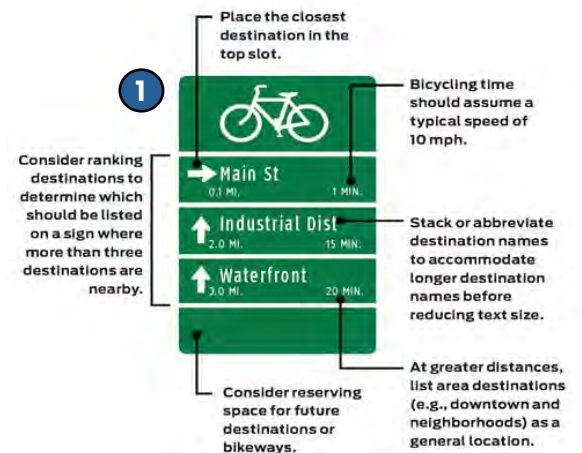 Place the closest
destination in the
top slot.
1
Bicycling time
should assume a
typical speed of
10 mph.
Consider ranking
destinations to
determine which
should be listed
on a sign where
more than three
destinations are
nearby.
Main St
0.1 MI. 1 MIN.
Industrial Dist
2.0 MI. 15 MIN.
Waterfront
3.0 MI. 20 MIN.
Stack or abbreviate
destination names
to accommodate
longer destination
names before
reducing text size.
Consider reserving
space for future
destinations or
bikeways.
At greater distances,
list area destinations
(e.g., downtown and
neighborhoods) as a
general location.